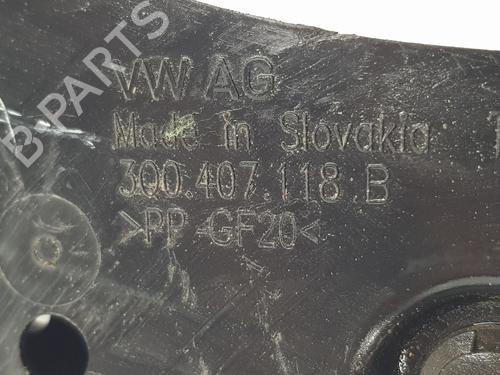 VW AG
Made in Slovakia
3Q0.407.118.B
>PP-GF20<
B PARTS